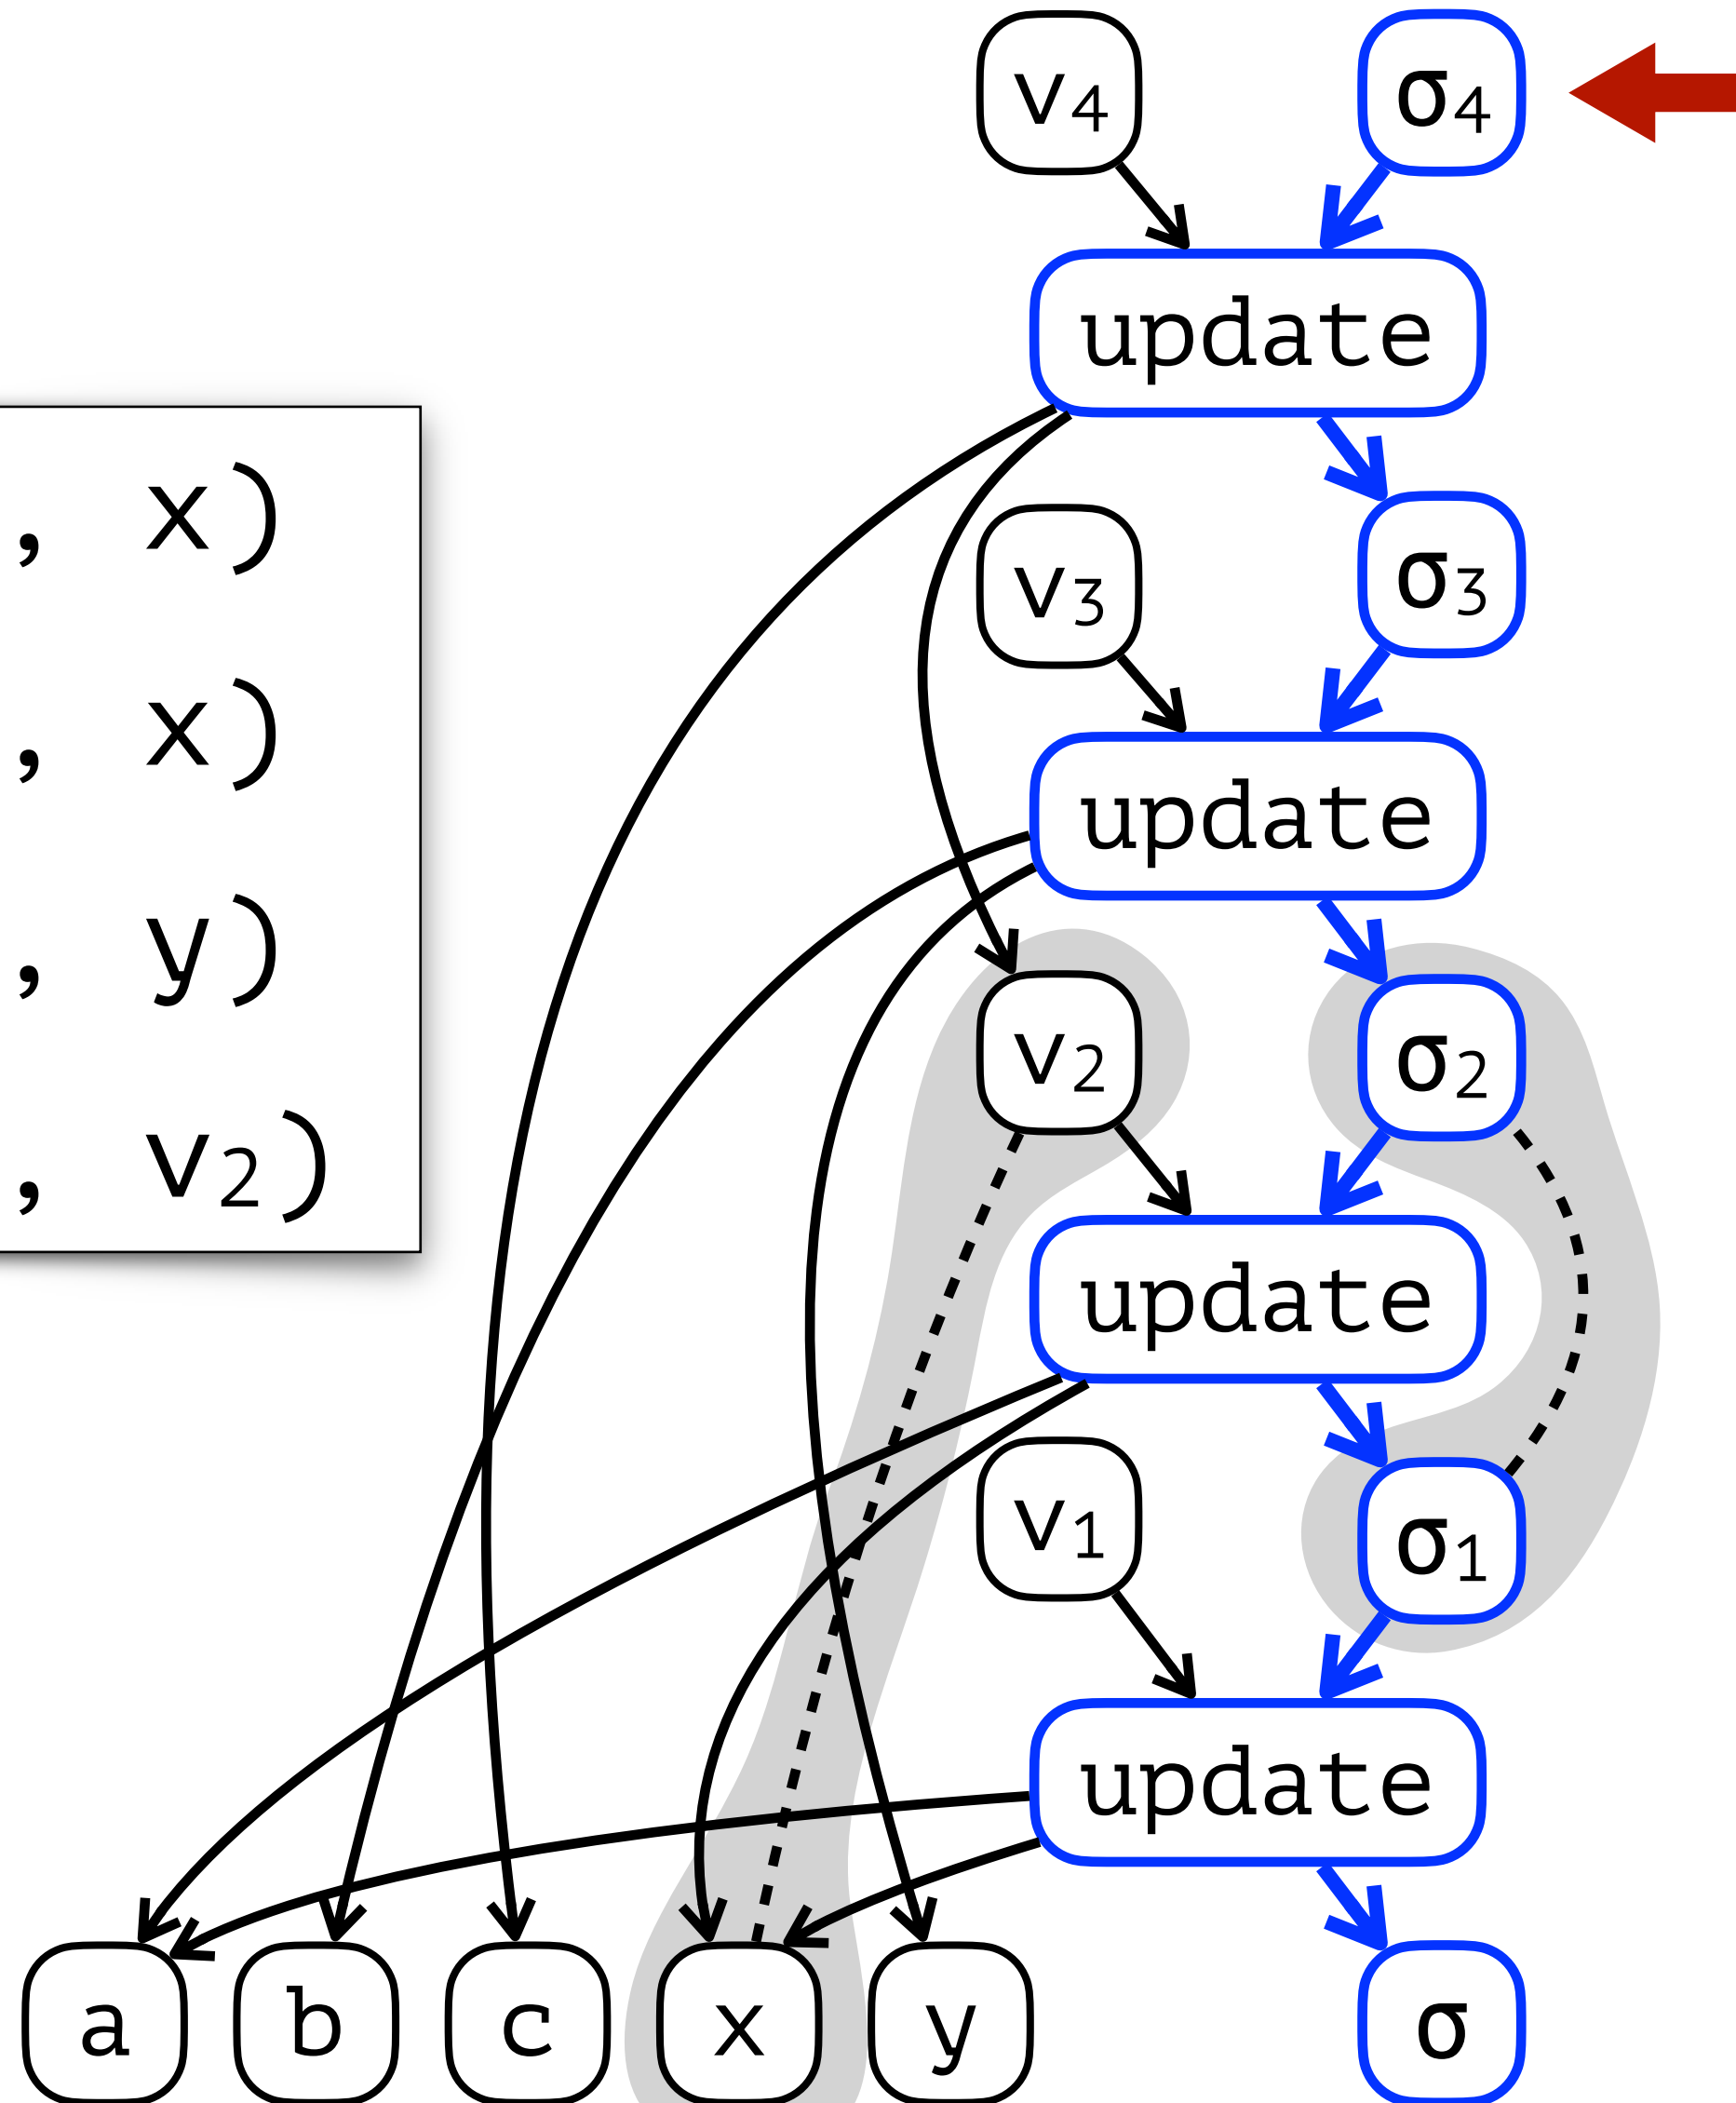 v₄ σ₄
update
, x)
v₃ σ₃
, x)
update
, y)
v₂ σ₂
, v₂)
update
v₁ σ₁
update
a b c x y σ